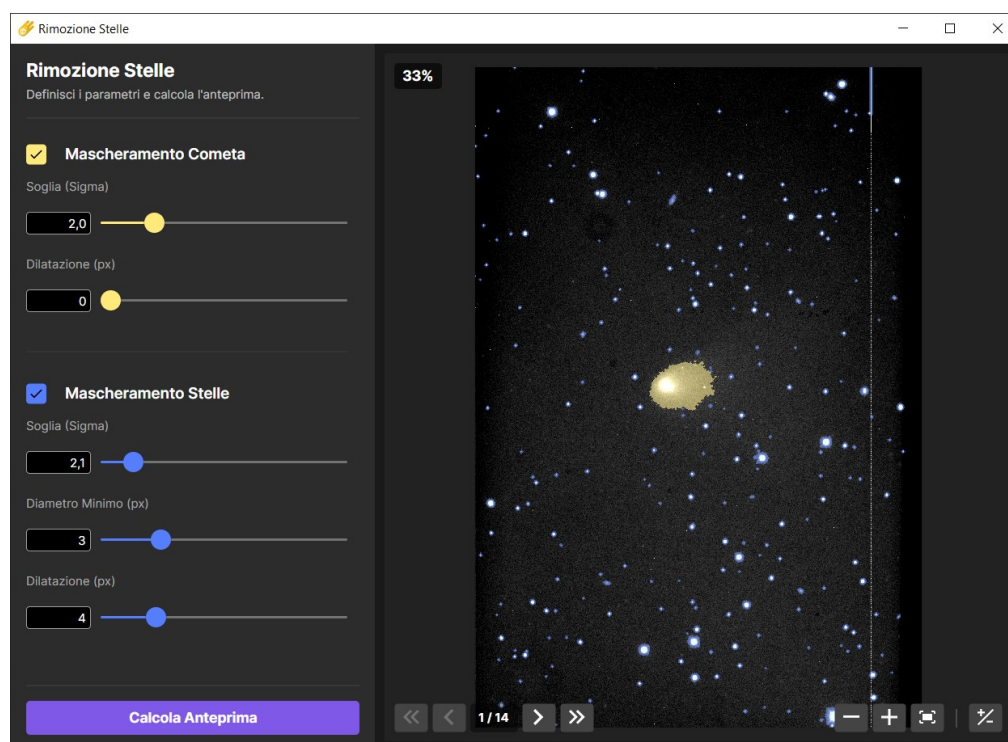 Rimozione Stelle
Rimozione Stelle
Definisci i parametri e calcola l'anteprima.
Mascheramento Cometa
Soglia (Sigma)
2,0
Dilatazione (px)
0
Mascheramento Stelle
Soglia (Sigma)
2,1
Diametro Minimo (px)
3
Dilatazione (px)
4
Calcola Anteprima
33%
1 / 14